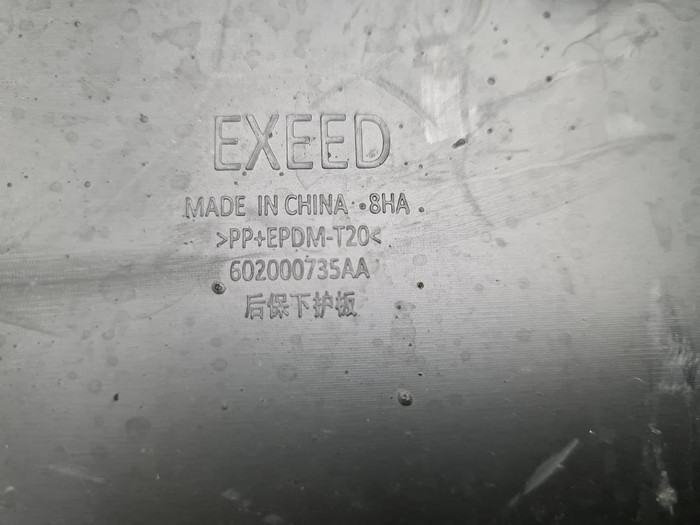 EXEED
MADE IN CHINA 8HA
>PP+EPDM-T20<
602000735AA
后保下护板